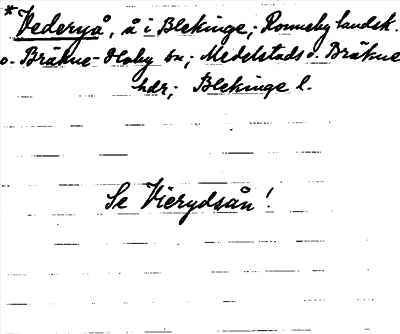 *Vederyå, å i Blekinge; Ronneby landsk.
o. Bräkne-Hoby sn; Medelstads o. Bräkne
hdr; Blekinge l.
Se Vierydsån!